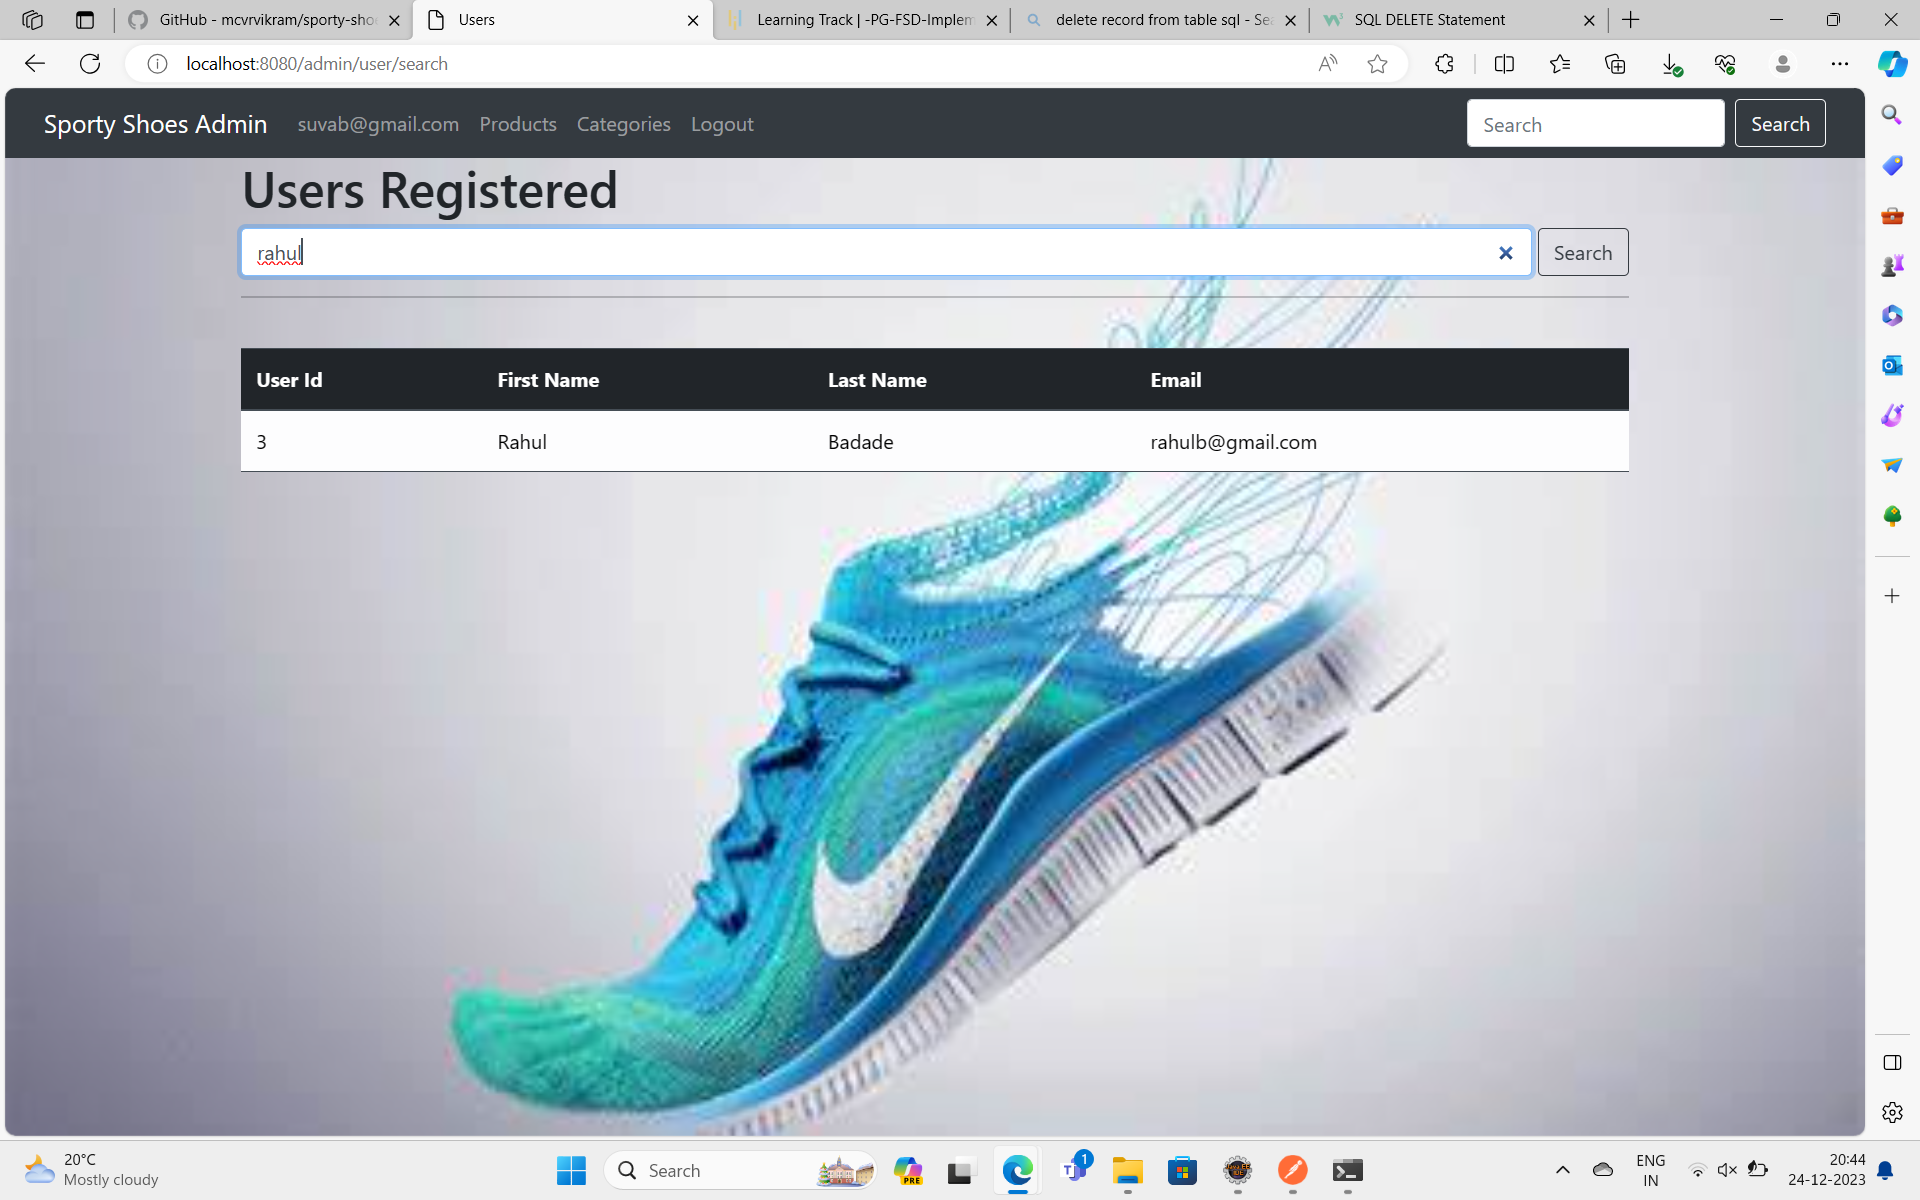 GitHub - mcvrvikram/sporty-sho
Users
Learning Track | -PG-FSD-Implem
delete record from table sql - Sea
SQL DELETE Statement
localhost:8080/admin/user/search
Sporty Shoes Admin suvab@gmail.com Products Categories Logout Search Search
Users Registered
rahul Search
User Id First Name Last Name Email
3 Rahul Badade rahulb@gmail.com
20°C
Mostly cloudy
Search
PRE
1
ENG
IN
20:44
24-12-2023